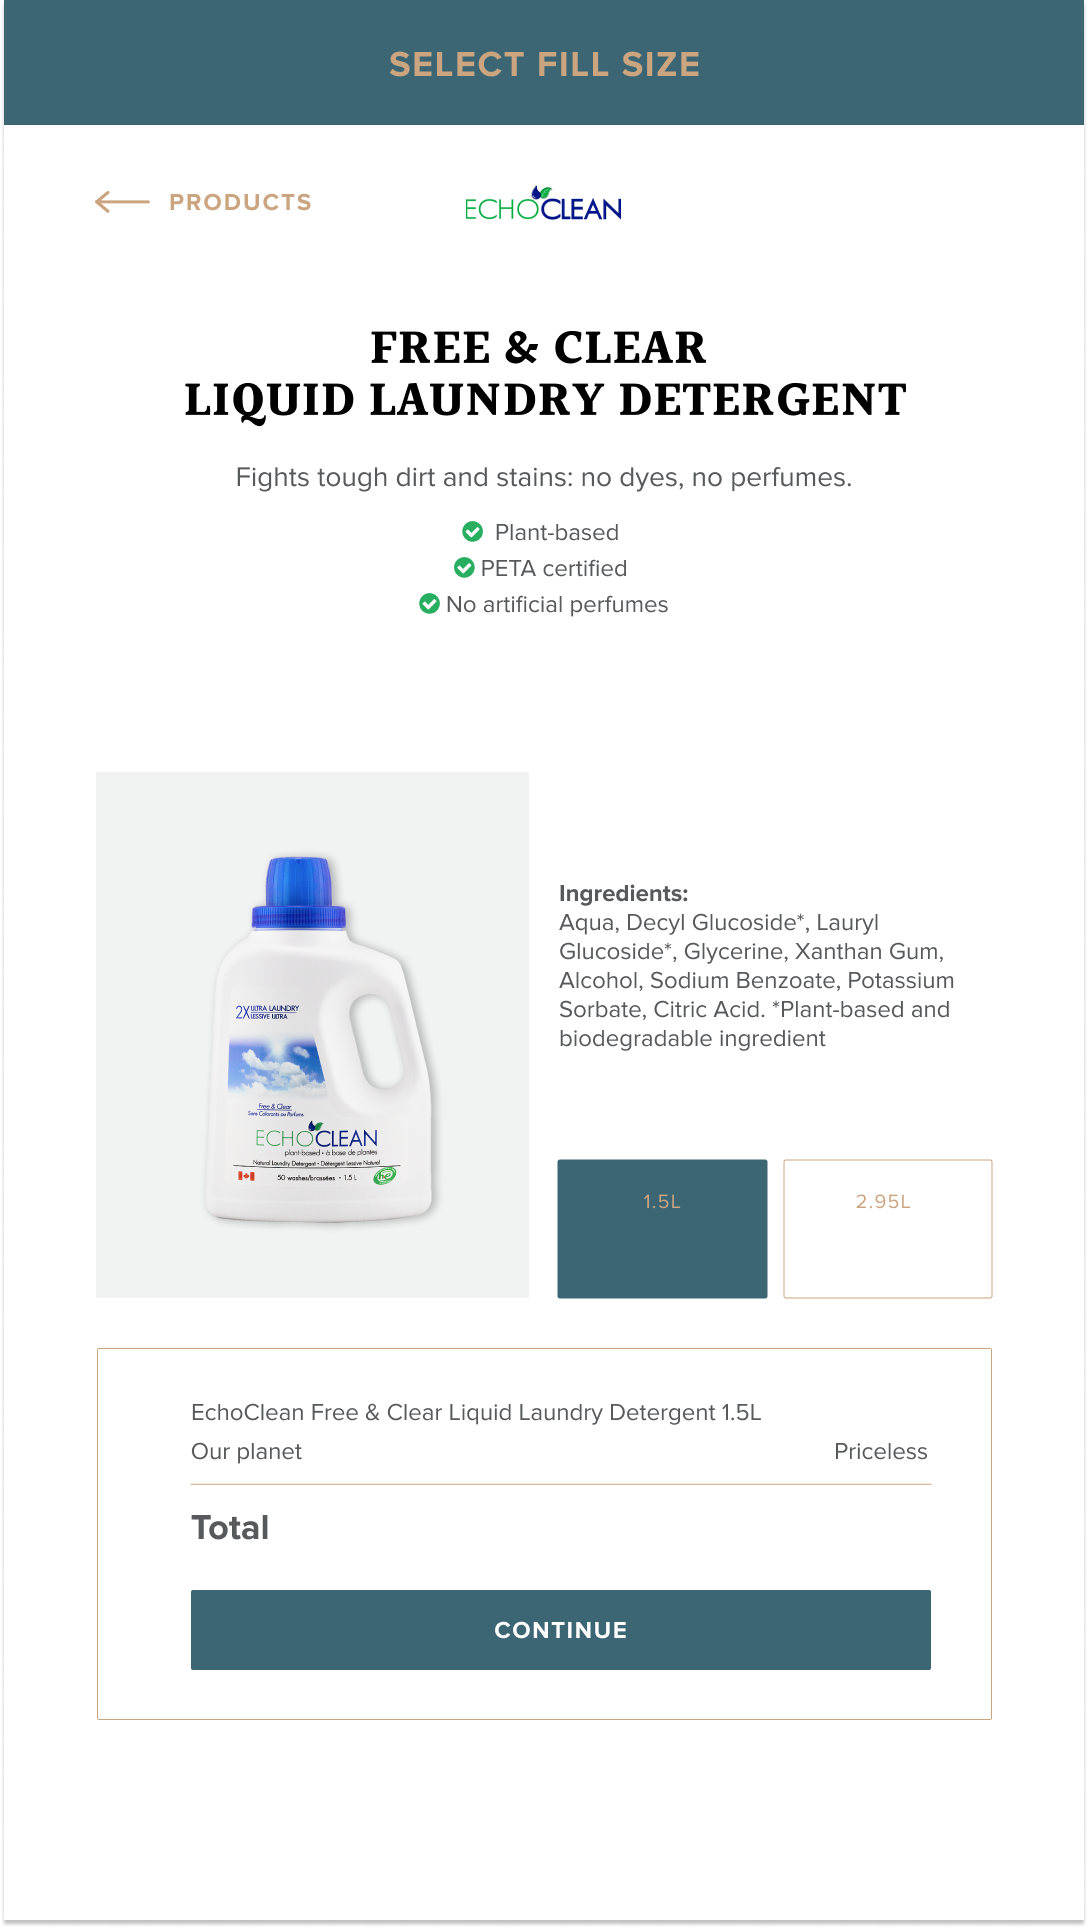 SELECT FILL SIZE
PRODUCTS
ECHOCLEAN
FREE & CLEAR
LIQUID LAUNDRY DETERGENT
Fights tough dirt and stains: no dyes, no perfumes.
Plant-based
PETA certified
No artificial perfumes
2X ULTRA LAUNDRY
LESSIVE ULTRA
Free & Clear
Sans Colorants ou Parfums
ECHOCLEAN
plant-based • à base de plantes
Natural Laundry Detergent • Détergent Lessive Naturel
50 washes/brassées • 1.5 L
he
Ingredients:
Aqua, Decyl Glucoside*, Lauryl
Glucoside*, Glycerine, Xanthan Gum,
Alcohol, Sodium Benzoate, Potassium
Sorbate, Citric Acid. *Plant-based and
biodegradable ingredient
1.5L
2.95L
EchoClean Free & Clear Liquid Laundry Detergent 1.5L
Our planet Priceless
Total
CONTINUE